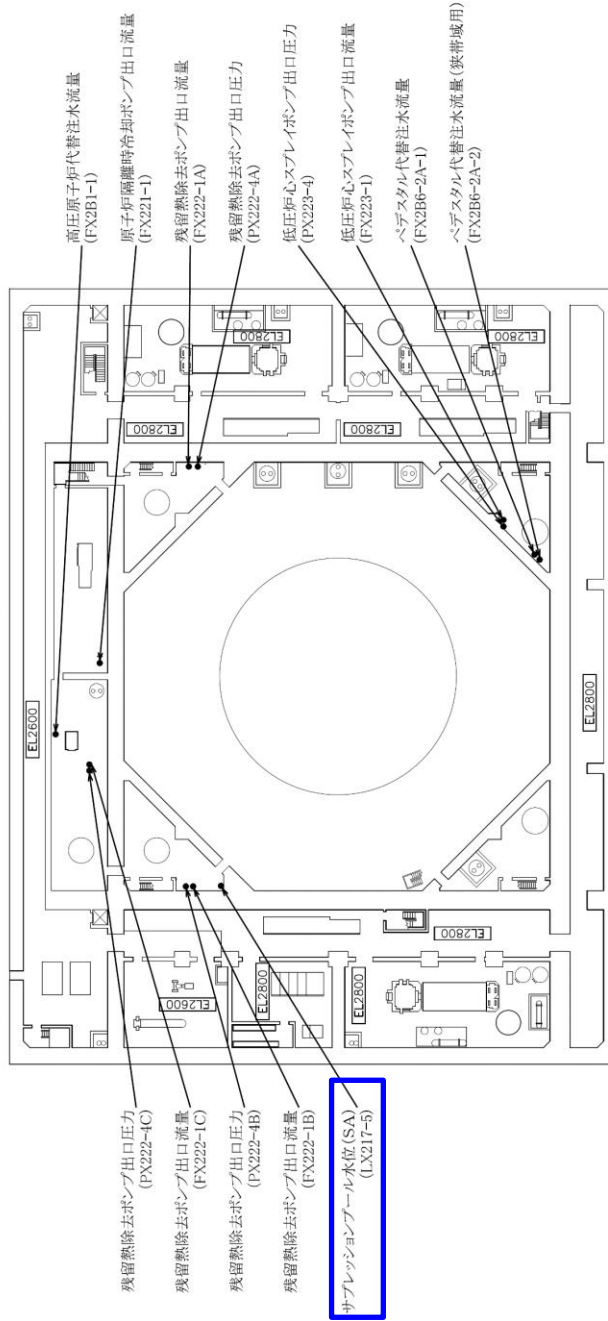 高圧原子炉代替注水流量
(FX2B1-1)
原子炉隔離時冷却ポンプ出口流量
(FX221-1)
残留熱除去ポンプ出口流量
(FX222-1A)
残留熱除去ポンプ出口圧力
(PX222-4A)
低圧炉心スプレイポンプ出口圧力
(PX223-4)
低圧炉心スプレイポンプ出口流量
(FX223-1)
ペデスタル代替注水流量
(FX2B6-2A-1)
ペデスタル代替注水流量(狭帯域用)
(FX2B6-2A-2)
EL2800
EL2800
EL2800
EL2800
EL2600
EL2800
EL2600
EL2800
EL2800
EL2800
残留熱除去ポンプ出口圧力
(PX222-4C)
残留熱除去ポンプ出口流量
(FX222-1C)
残留熱除去ポンプ出口圧力
(PX222-4B)
残留熱除去ポンプ出口流量
(FX222-1B)
サプレッションプール水位(SA)
(LX217-5)